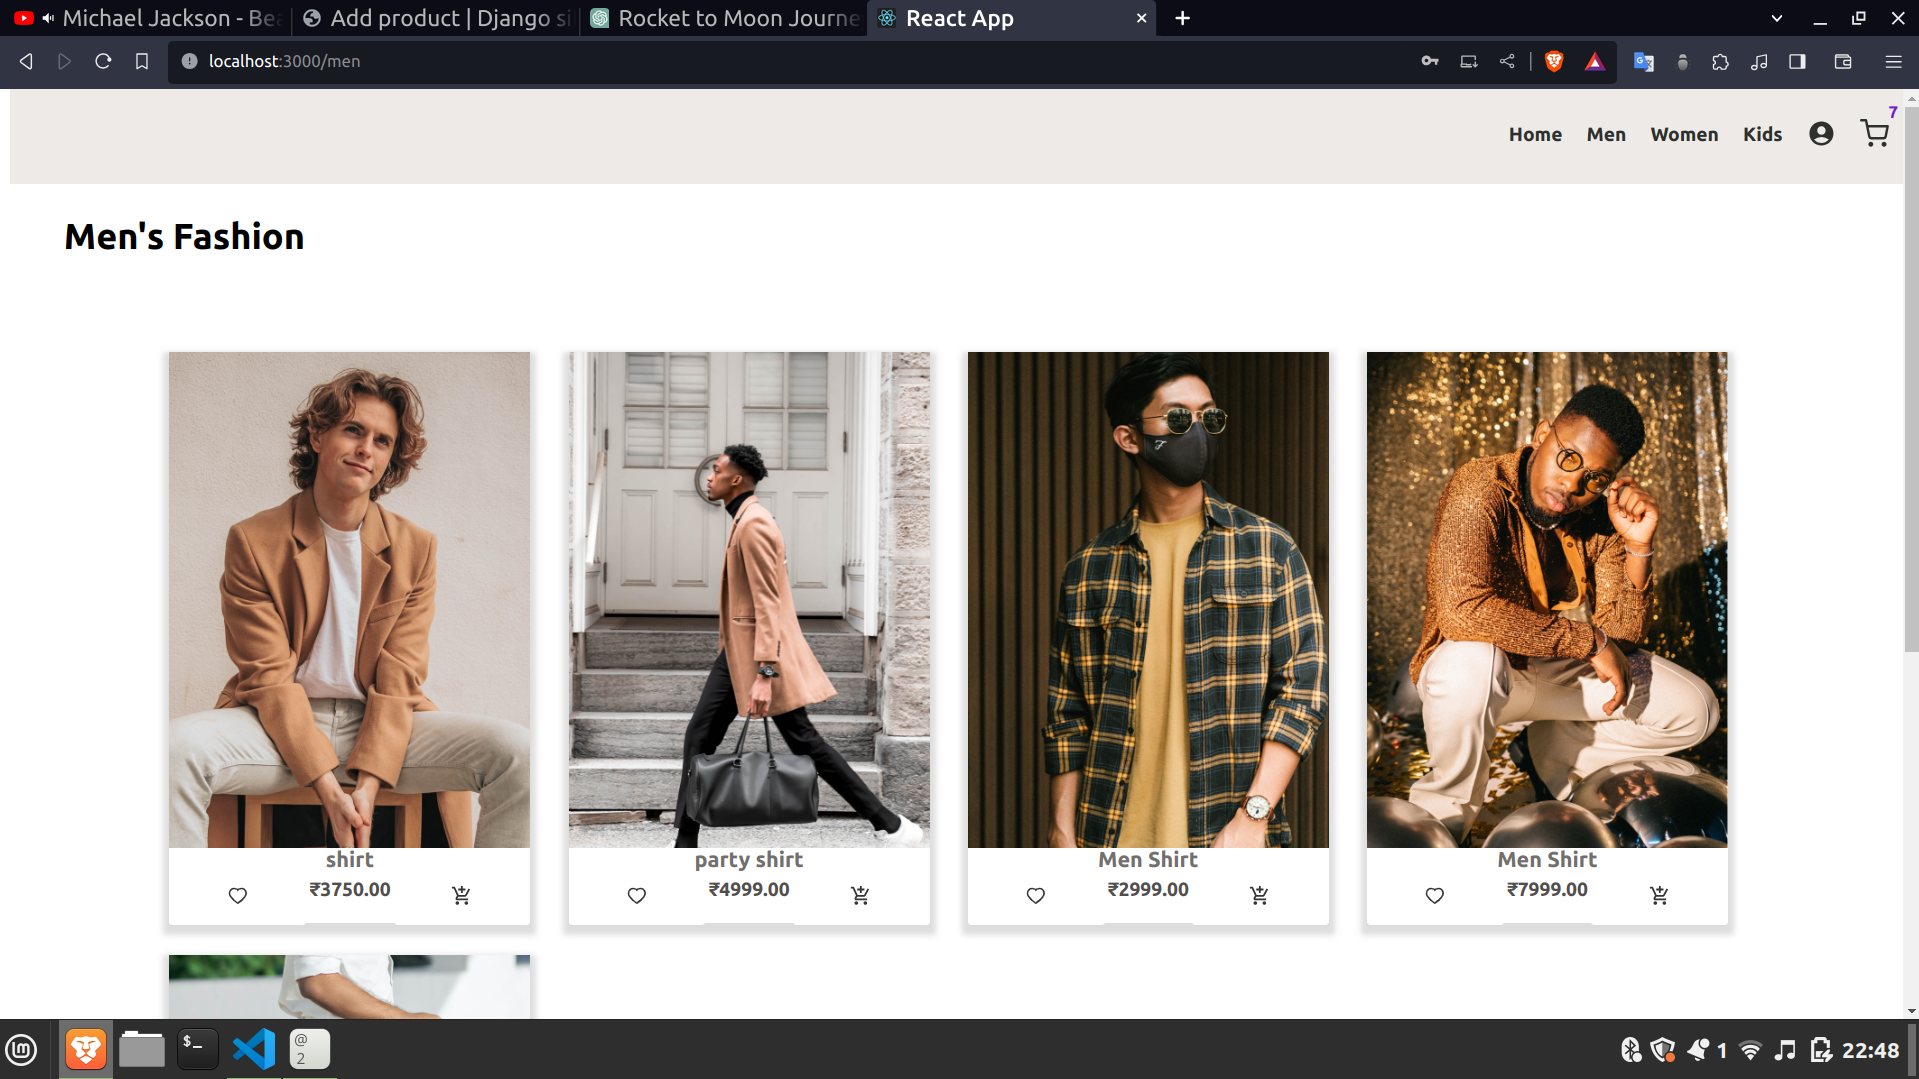 Michael Jackson - Bea
Add product | Django si
Rocket to Moon Journe
React App
localhost:3000/men
7
Home Men Women Kids
Men's Fashion
shirt
₹3750.00
party shirt
₹4999.00
Men Shirt
₹2999.00
Men Shirt
₹7999.00
$_
@
2
1
22:48